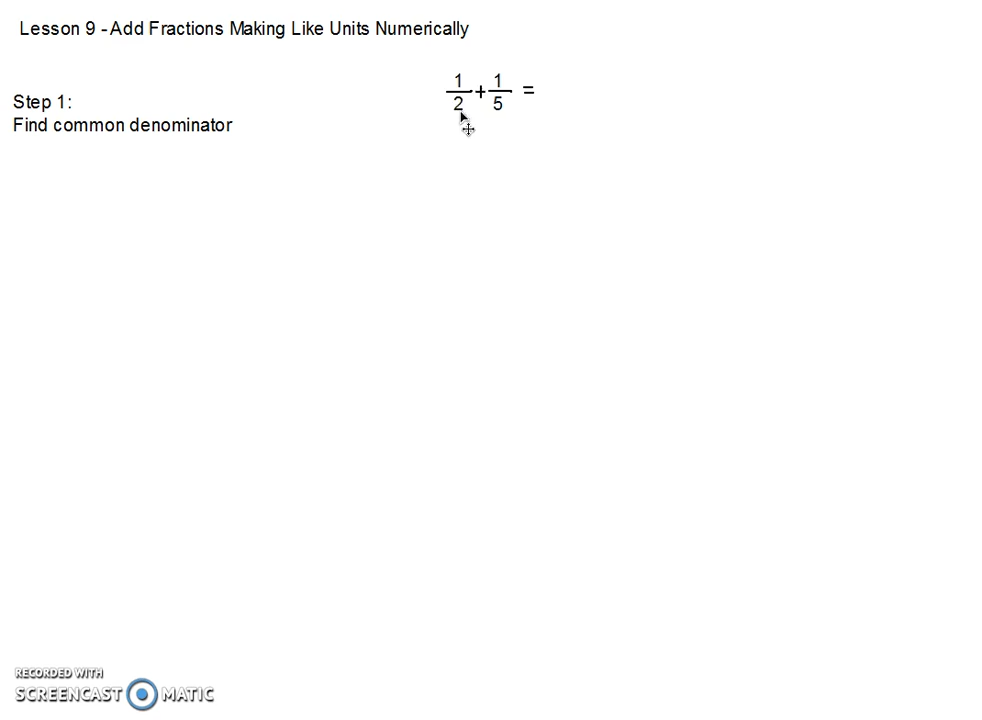 Lesson 9 - Add Fractions Making Like Units Numerically
1/2 + 1/5 =
Step 1:
Find common denominator
RECORDED WITH
SCREENCAST MATIC